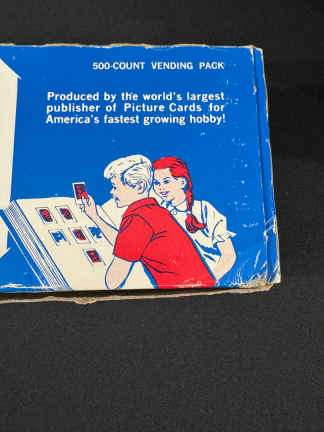 500-COUNT VENDING PACK
Produced by the world's largest
publisher of Picture Cards for
America's fastest growing hobby!